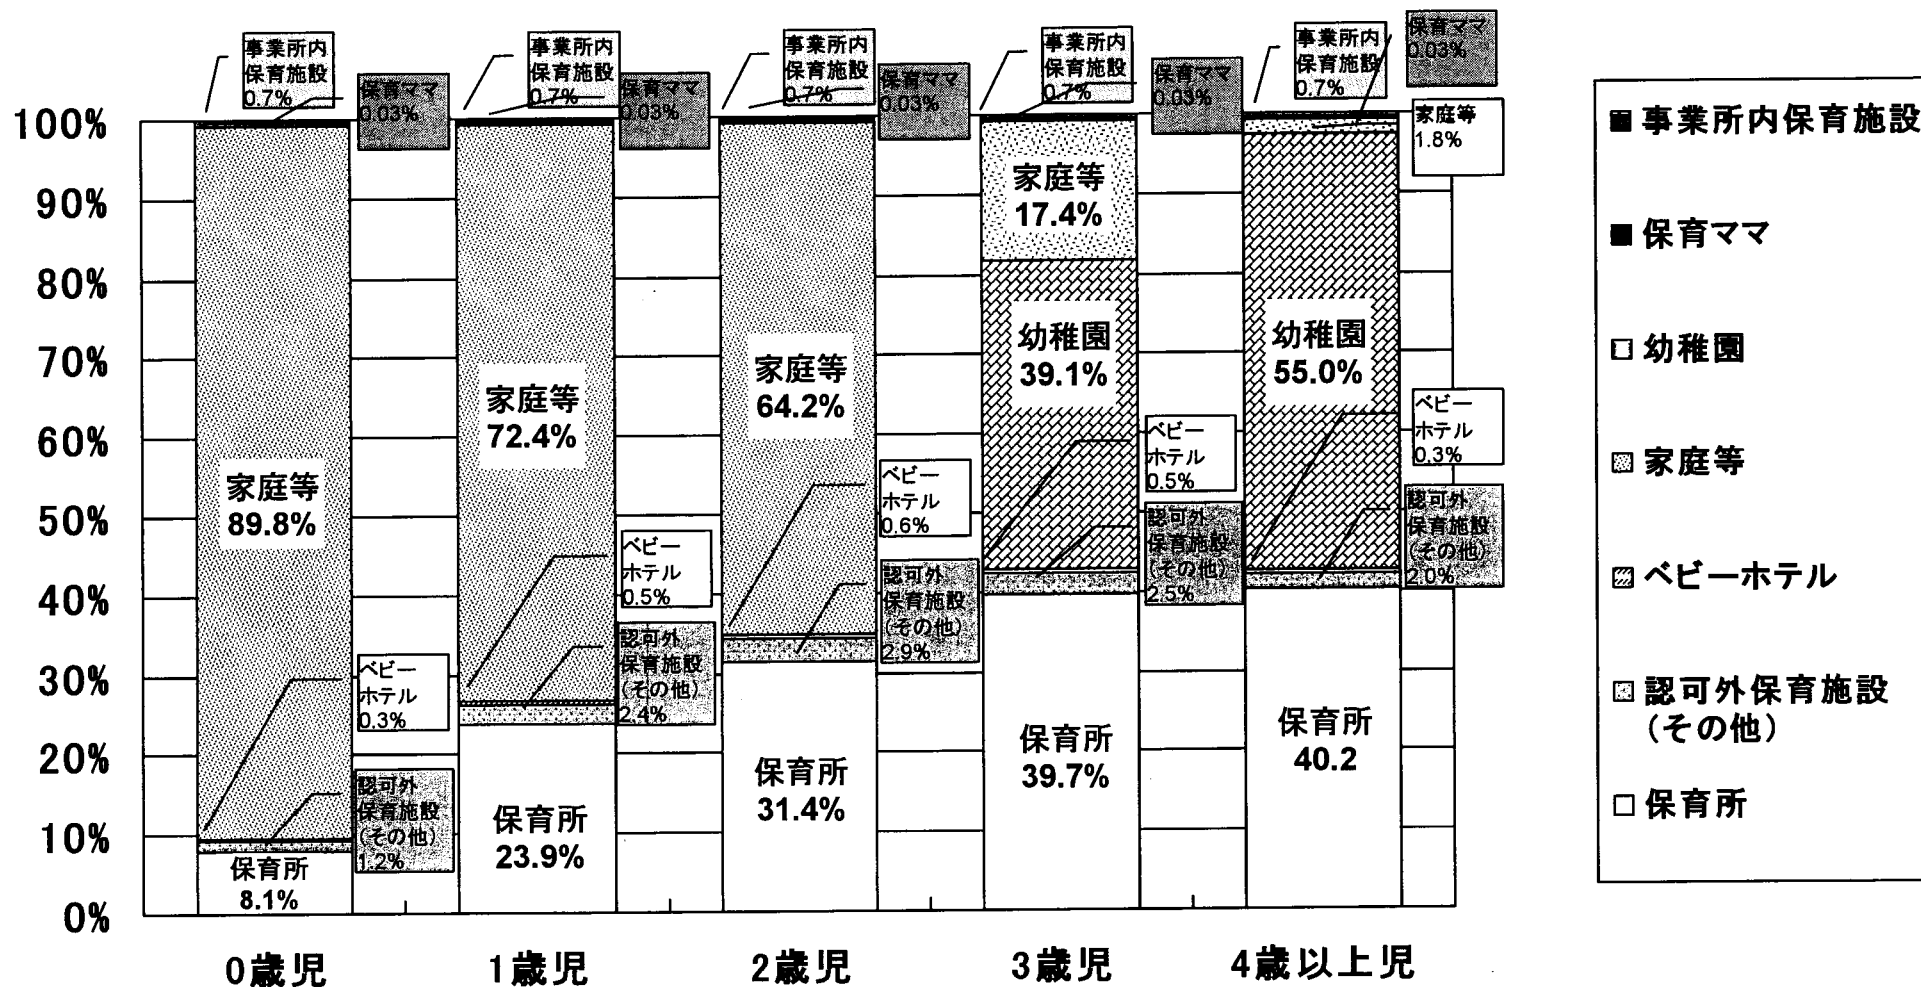 事業所内
保育施設
0.7%
保育ママ
0.03%
事業所内
保育施設
0.7%
保育ママ
0.03%
事業所内
保育施設
0.7%
保育ママ
0.03%
事業所内
保育施設
0.7%
保育ママ
0.03%
事業所内
保育施設
0.7%
保育ママ
0.03%
家庭等
1.8%
100%
90%
80%
70%
60%
50%
40%
30%
20%
10%
0%
家庭等
89.8%
ベビー
ホテル
0.3%
認可外
保育施設
(その他)
1.2%
保育所
8.1%
家庭等
72.4%
ベビー
ホテル
0.5%
認可外
保育施設
(その他)
2.4%
保育所
23.9%
家庭等
64.2%
ベビー
ホテル
0.6%
認可外
保育施設
(その他)
2.9%
保育所
31.4%
家庭等
17.4%
幼稚園
39.1%
ベビー
ホテル
0.5%
認可外
保育施設
(その他)
2.5%
保育所
39.7%
幼稚園
55.0%
ベビー
ホテル
0.3%
認可外
保育施設
(その他)
2.0%
保育所
40.2
0歳児
1歳児
2歳児
3歳児
4歳以上児
事業所内保育施設
保育ママ
幼稚園
家庭等
ベビーホテル
認可外保育施設
(その他)
保育所